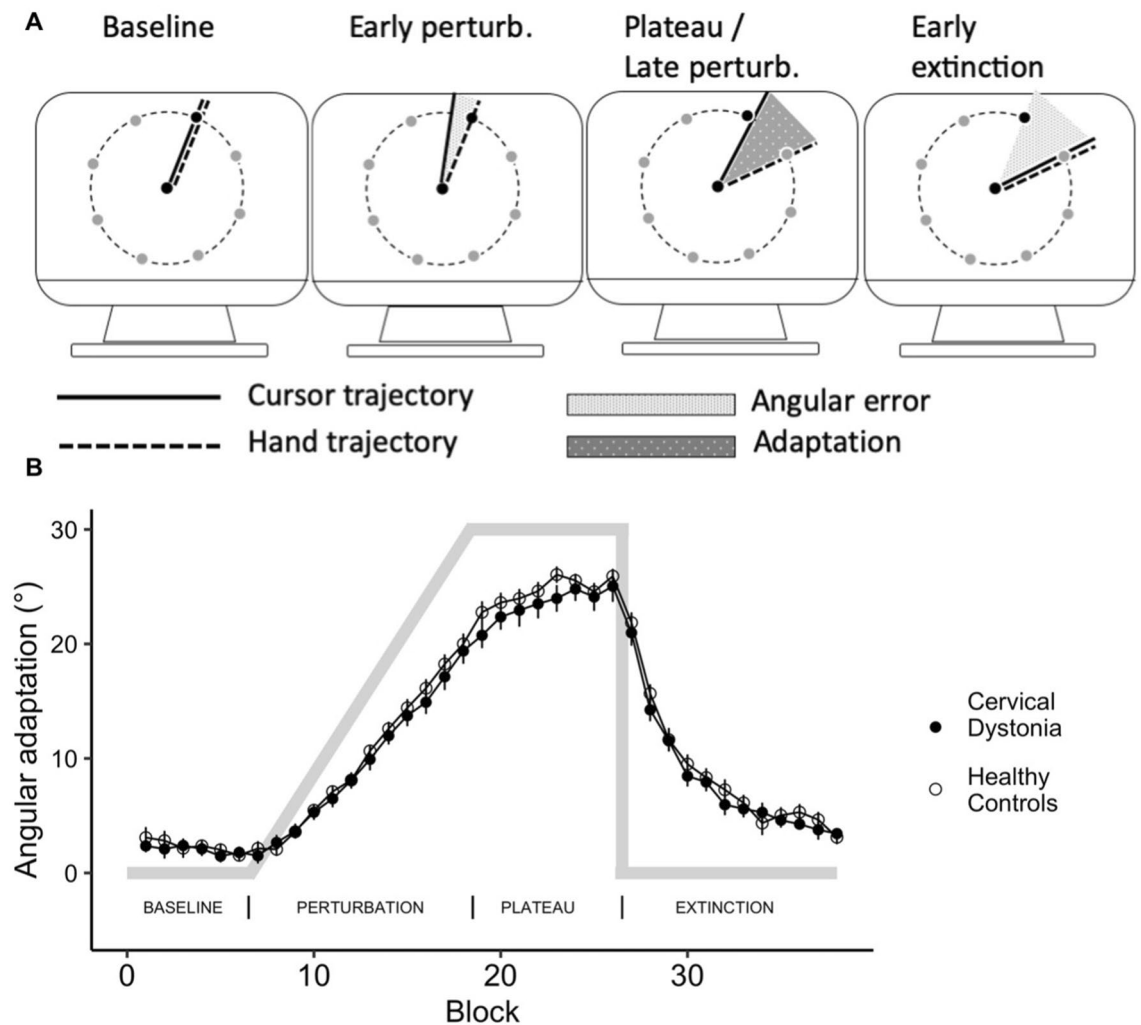 A
Baseline
Early perturb.
Plateau /
Late perturb.
Early
extinction
Cursor trajectory
Hand trajectory
Angular error
Adaptation
B
Angular adaptation (°)
30
20
10
0
BASELINE | PERTURBATION | PLATEAU | EXTINCTION
0 10 20 30
Block
Cervical
Dystonia
Healthy
Controls